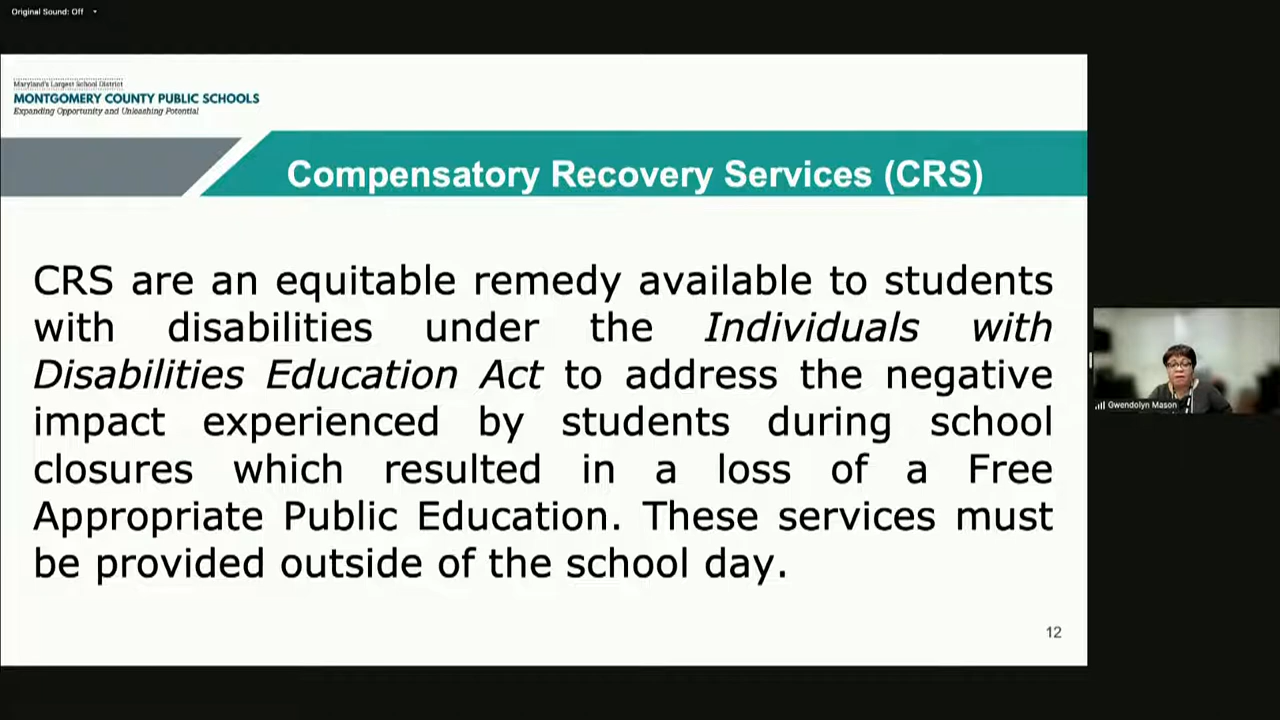 Original Sound: Off
Maryland's Largest School District
MONTGOMERY COUNTY PUBLIC SCHOOLS
Expanding Opportunity and Unleashing Potential
Compensatory Recovery Services (CRS)
CRS are an equitable remedy available to students
with disabilities under the Individuals with
Disabilities Education Act to address the negative
impact experienced by students during school
closures which resulted in a loss of a Free
Appropriate Public Education. These services must
be provided outside of the school day.
12
Gwendolyn Mason